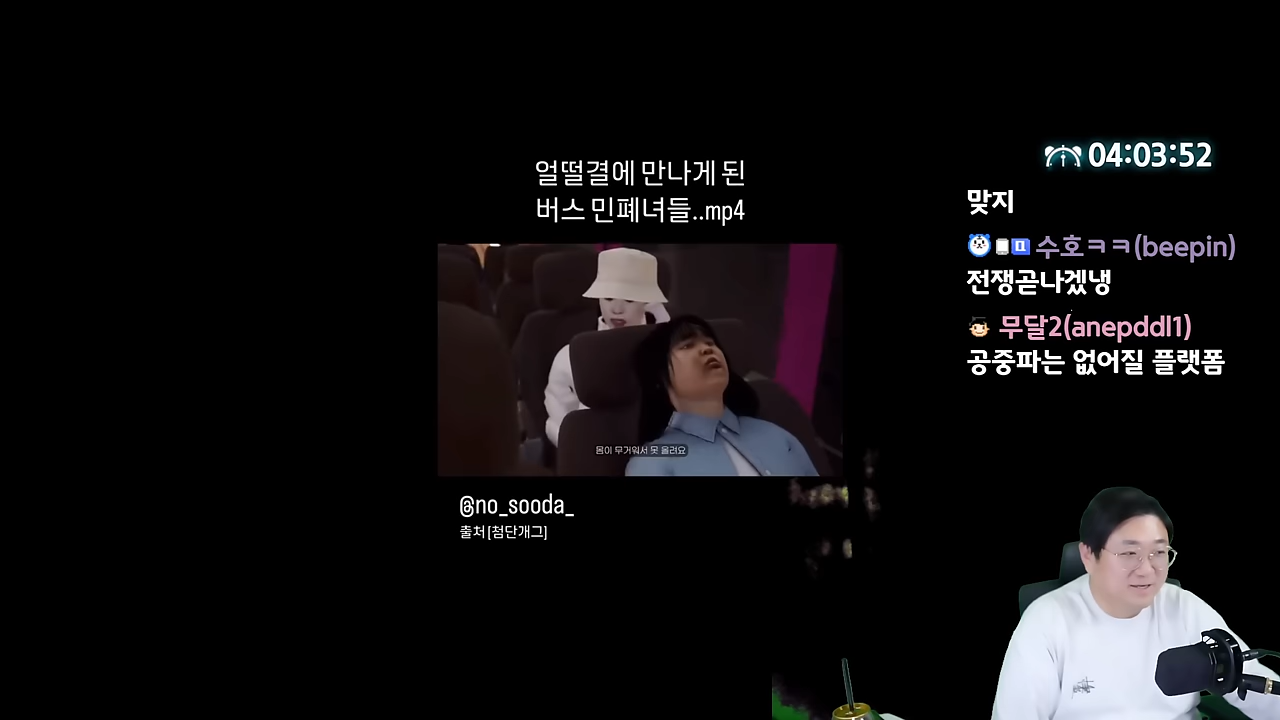 얼떨결에 만나게 된
버스 민폐녀들..mp4
몸이 무거워서 못 올려요
@no_sooda_
출처 [첨단개그]
04:03:52
맞지
수호ㅋㅋ(beepin)
전쟁곧나겠냉
무달2(anepddl1)
공중파는 없어질 플랫폼